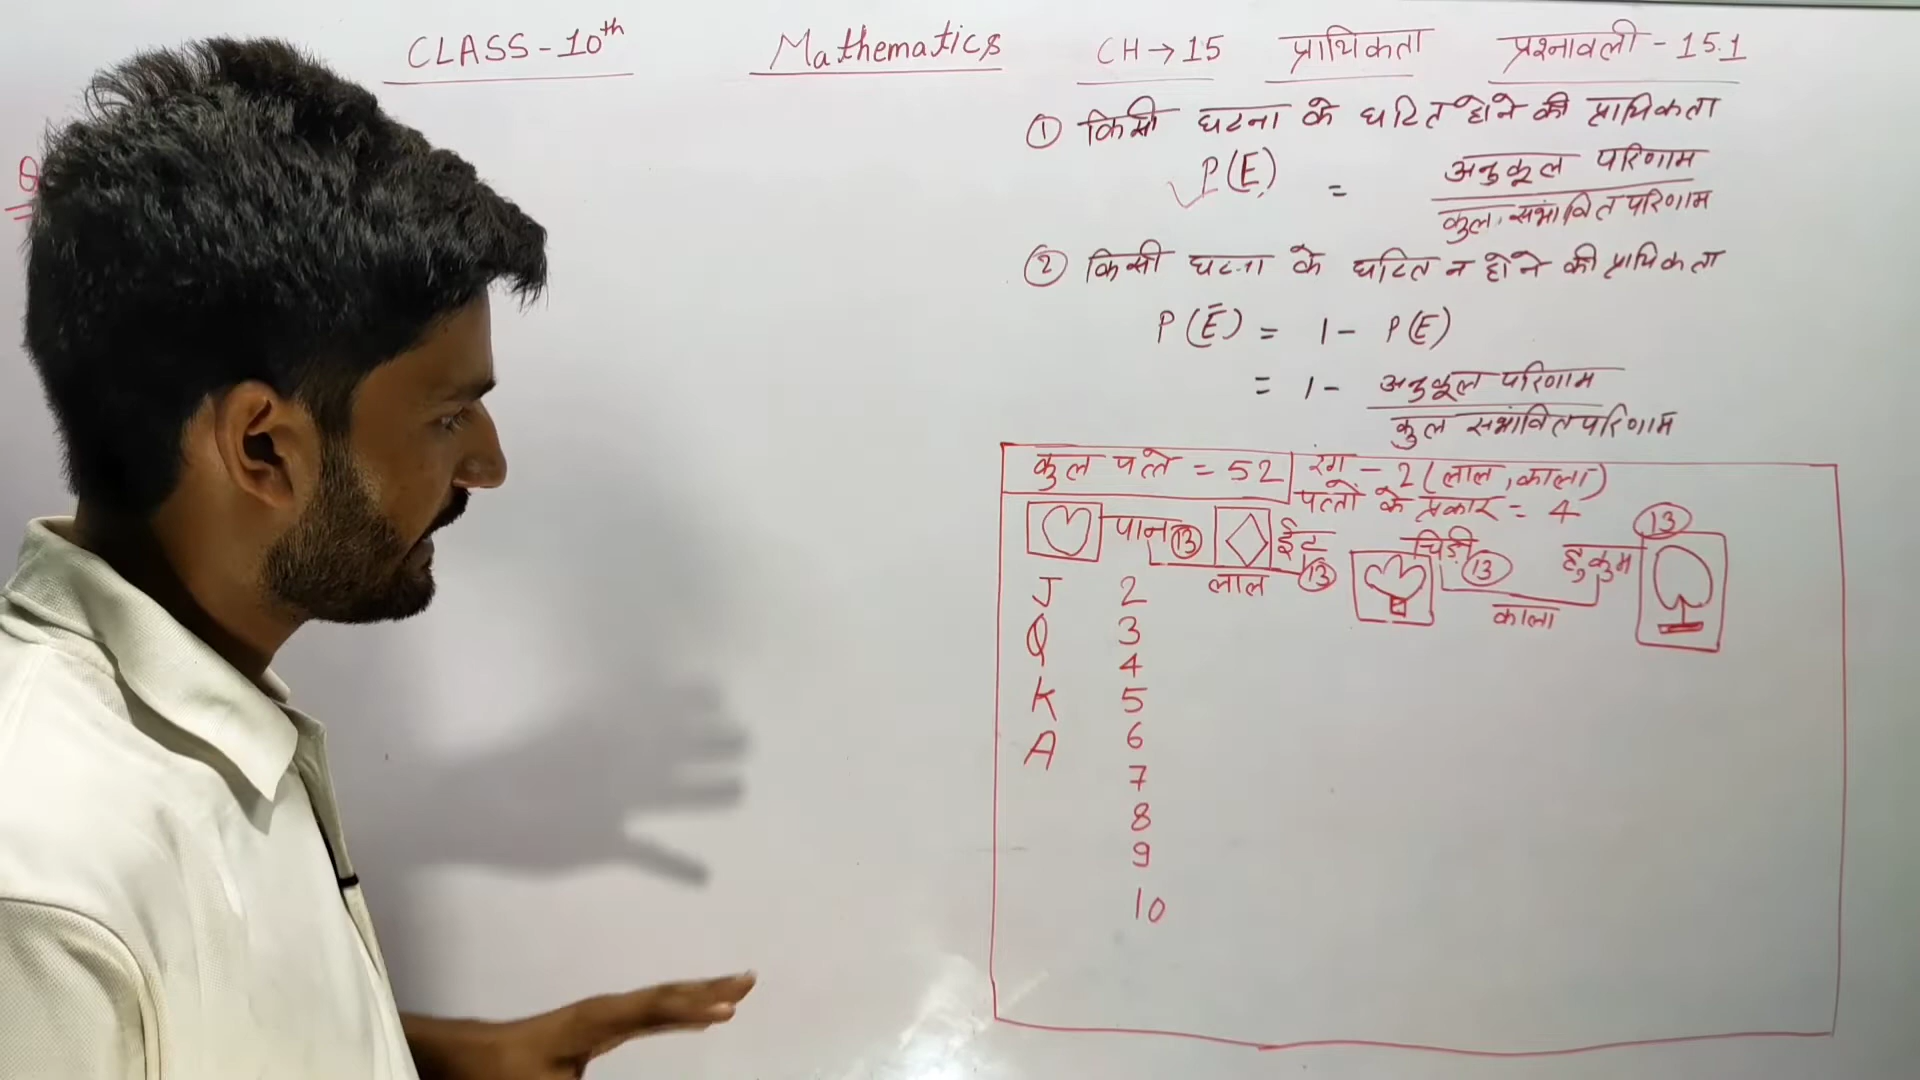 CLASS-10th Mathematics CH→15 प्रायिकता प्रश्नावली-15.1
① किसी घटना के घटित होने की प्रायिकता
P(E) = अनुकूल परिणाम
कुल संभावित परिणाम
② किसी घटना के घटित न होने की प्रायिकता
P(Ē) = 1- P(E)
= 1- अनुकूल परिणाम
कुल संभावित परिणाम
कुल पत्ते = 52
रंग - 2 (लाल, काला)
पत्तों के प्रकार = 4
पान 13
ईंट 13
लाल
चिड़ी 13
हुकुम 13
काला
J 2
Q 3
4
K 5
A 6
7
8
9
10